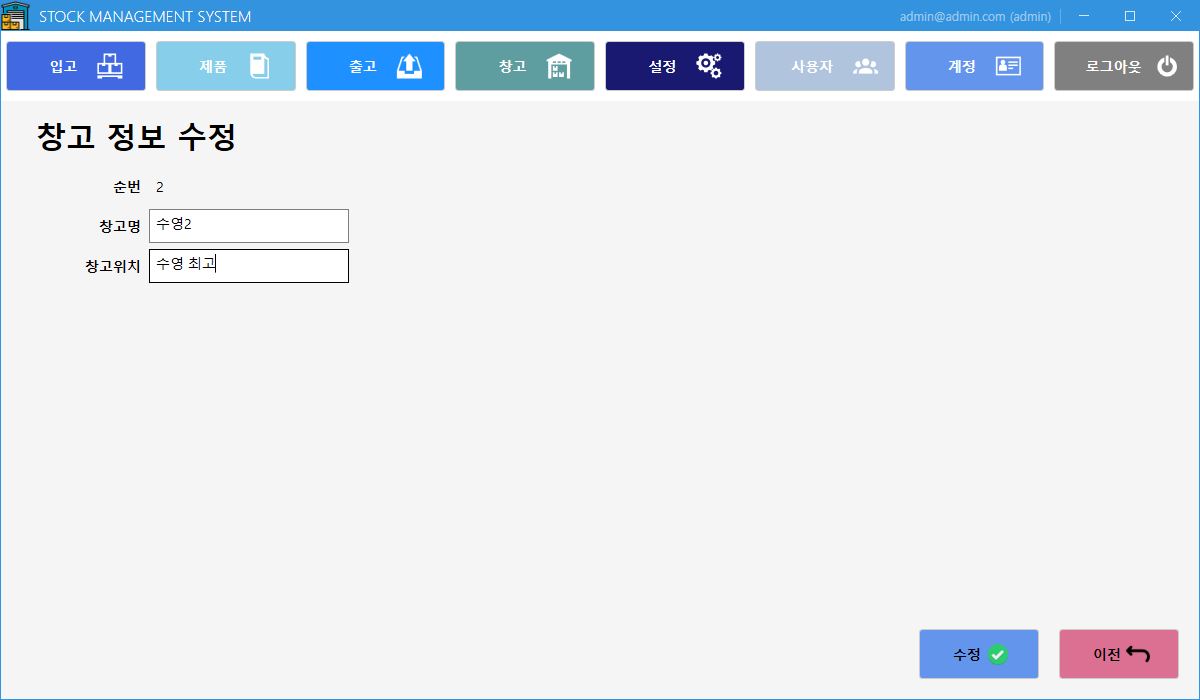 STOCK MANAGEMENT SYSTEM admin@admin.com (admin)
입고 제품 출고 창고 설정 사용자 계정 로그아웃
창고 정보 수정
순번 2
창고명 수영2
창고위치 수영 최고
수정 이전